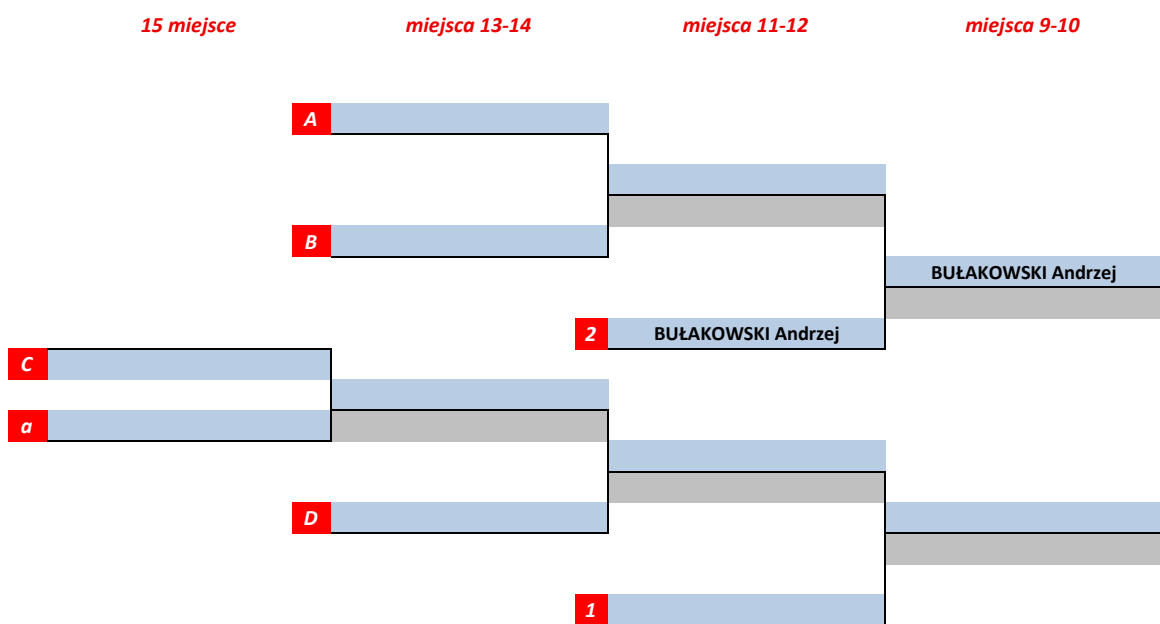 15 miejsce
miejsca 13-14
miejsca 11-12
miejsca 9-10
A
B
BUŁAKOWSKI Andrzej
2
BUŁAKOWSKI Andrzej
C
a
D
1